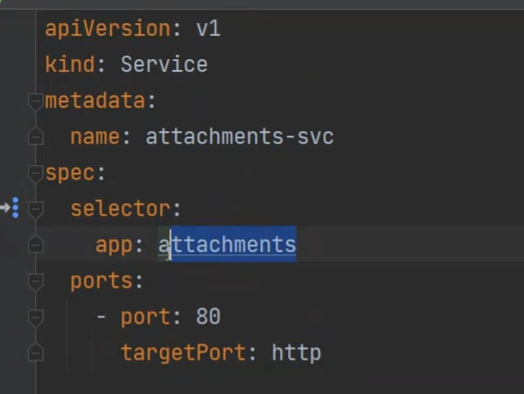 apiVersion: v1
kind: Service
metadata:
  name: attachments-svc
spec:
  selector:
    app: attachments
  ports:
    - port: 80
      targetPort: http